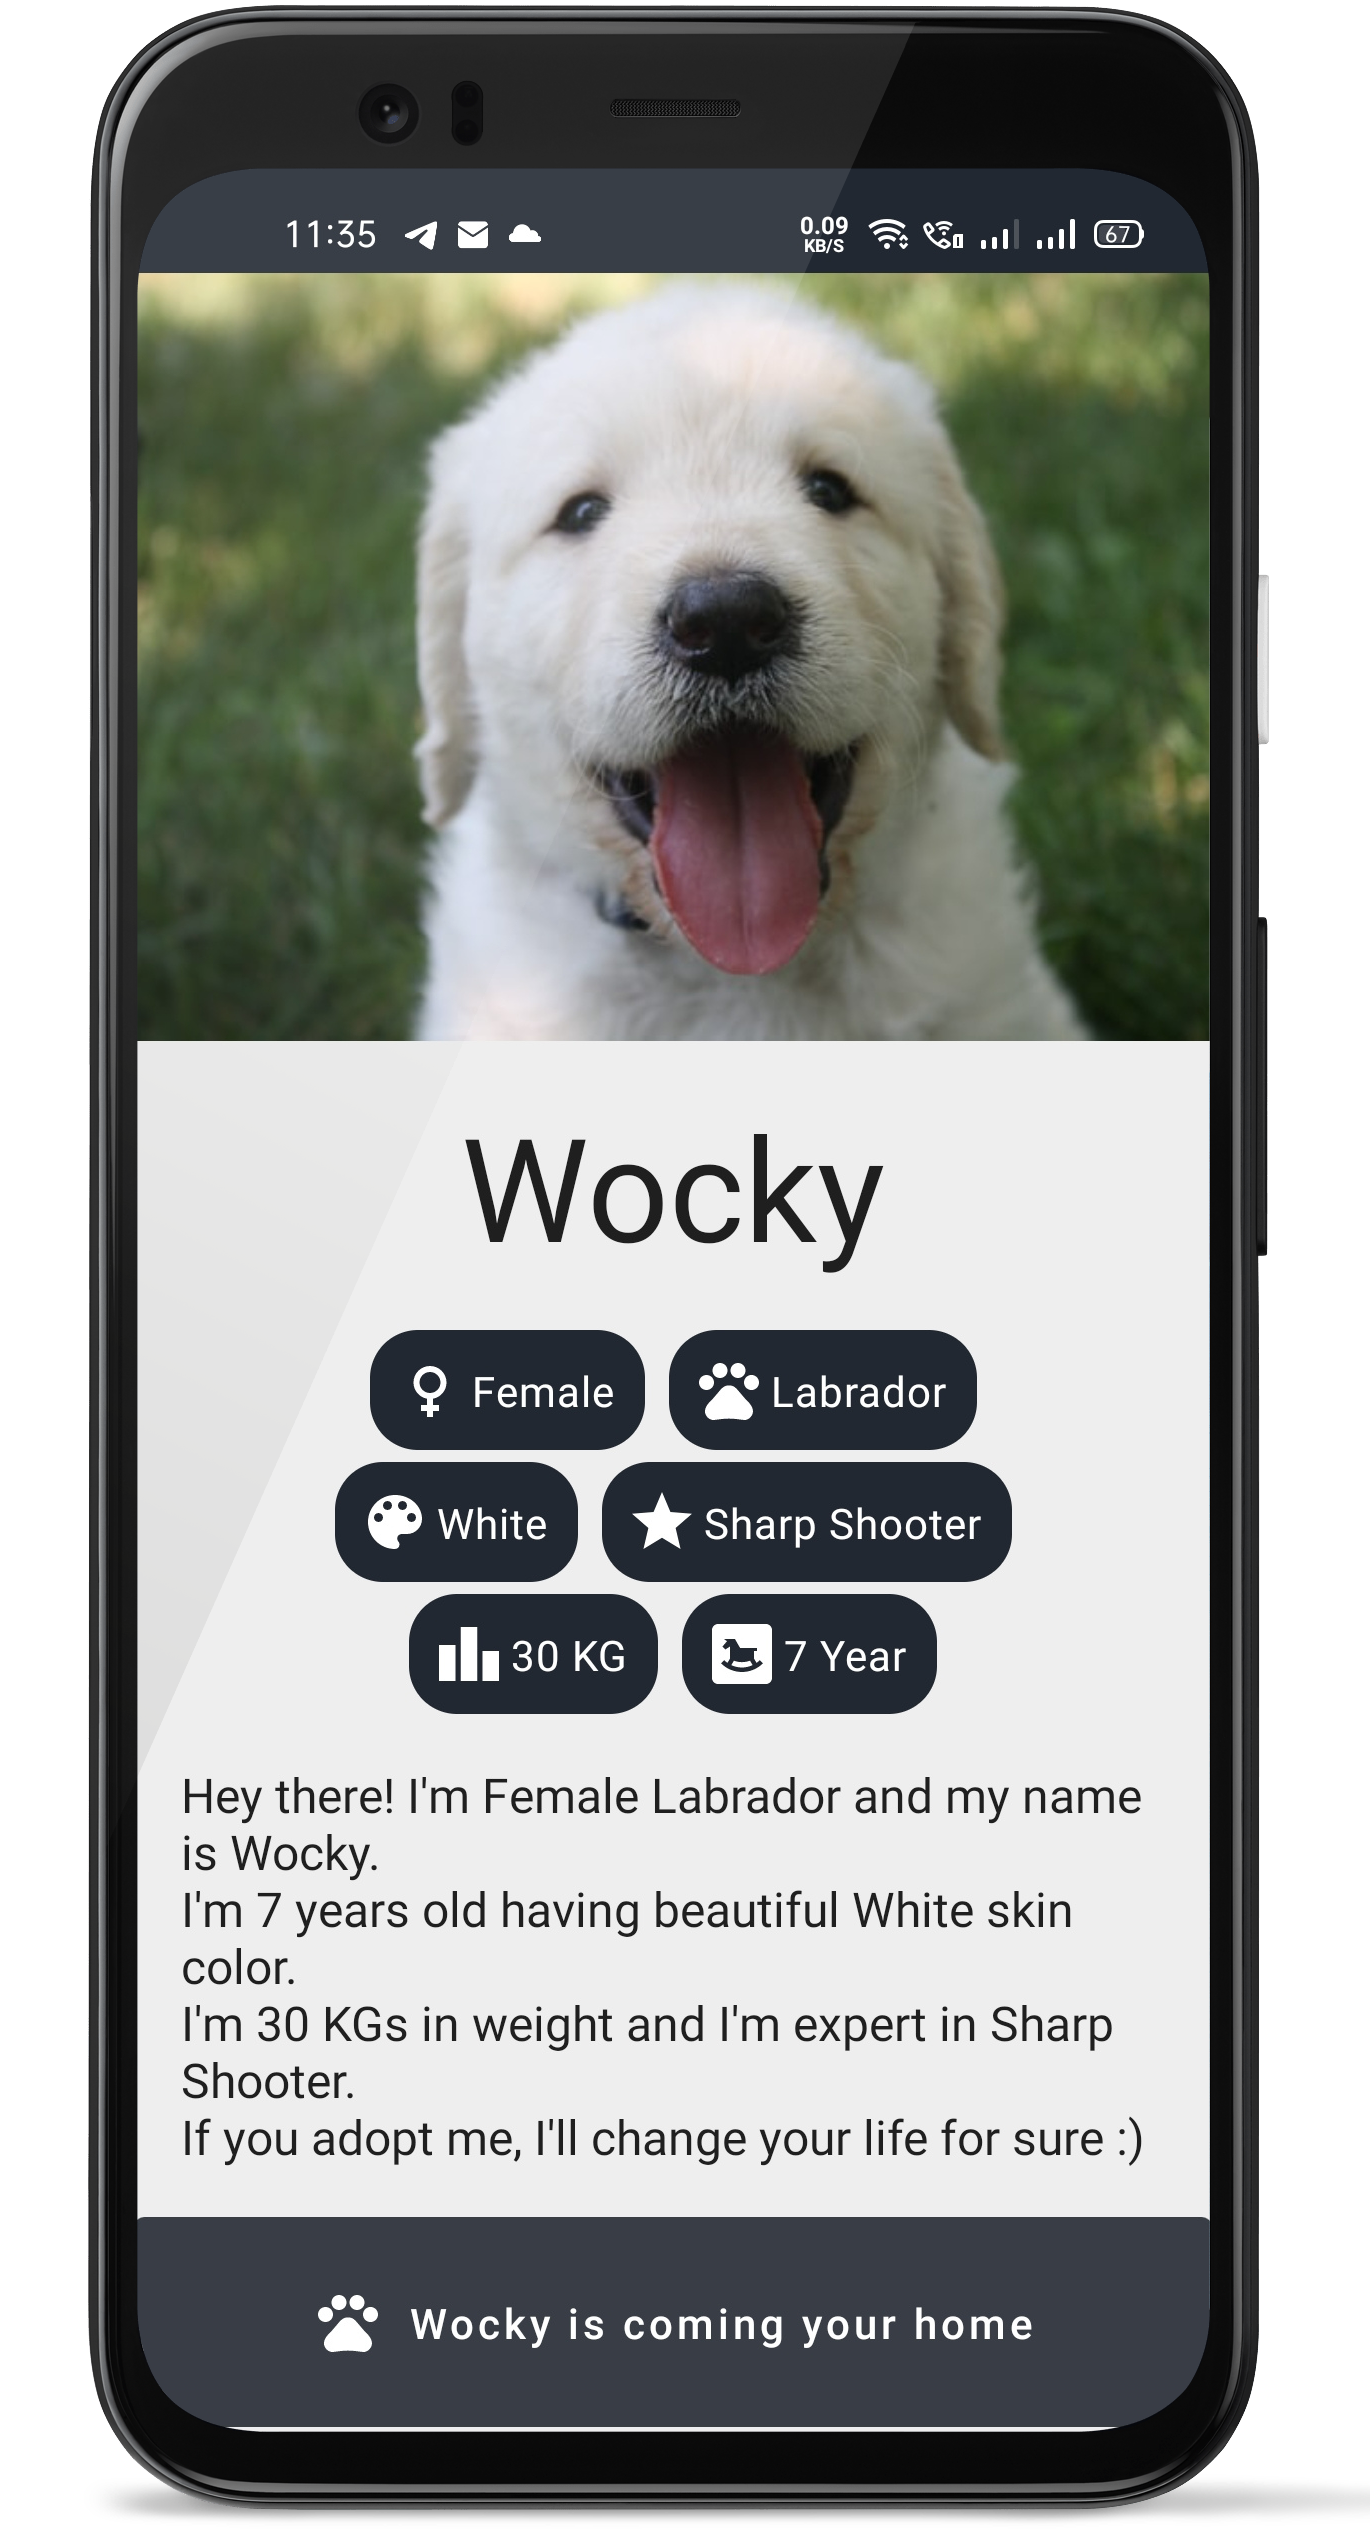 11:35
0.09
KB/S
67
Wocky
Female
Labrador
White
Sharp Shooter
30 KG
7 Year
Hey there! I'm Female Labrador and my name
is Wocky.
I'm 7 years old having beautiful White skin
color.
I'm 30 KGs in weight and I'm expert in Sharp
Shooter.
If you adopt me, I'll change your life for sure :)
Wocky is coming your home